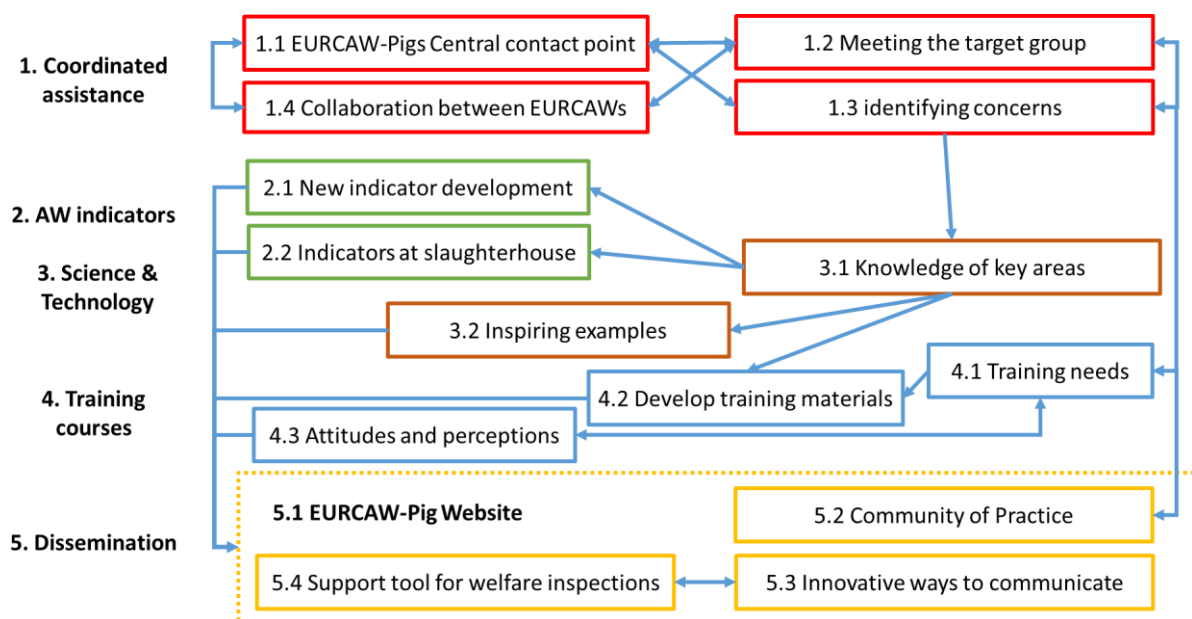 1. Coordinated
assistance
1.1 EURCAW-Pigs Central contact point
1.2 Meeting the target group
1.4 Collaboration between EURCAWs
1.3 identifying concerns
2. AW indicators
2.1 New indicator development
2.2 Indicators at slaughterhouse
3. Science &
Technology
3.1 Knowledge of key areas
3.2 Inspiring examples
4. Training
courses
4.1 Training needs
4.2 Develop training materials
4.3 Attitudes and perceptions
5. Dissemination
5.1 EURCAW-Pig Website
5.2 Community of Practice
5.4 Support tool for welfare inspections
5.3 Innovative ways to communicate